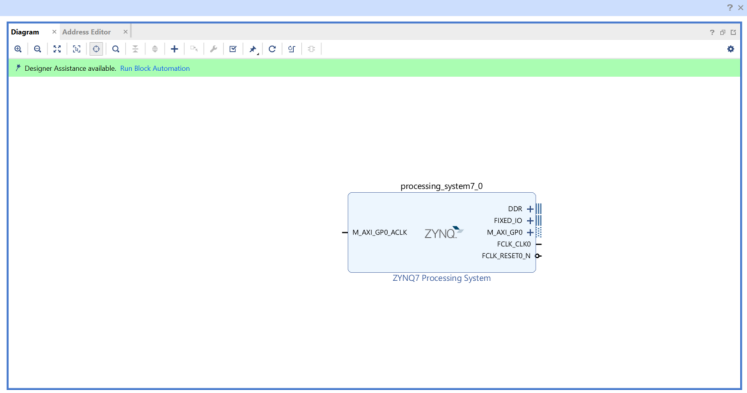 Diagram
Address Editor
Designer Assistance available. Run Block Automation
processing_system7_0
DDR
FIXED_IO
M_AXI_GP0_ACLK
ZYNQ
M_AXI_GP0
FCLK_CLK0
FCLK_RESET0_N
ZYNQ7 Processing System